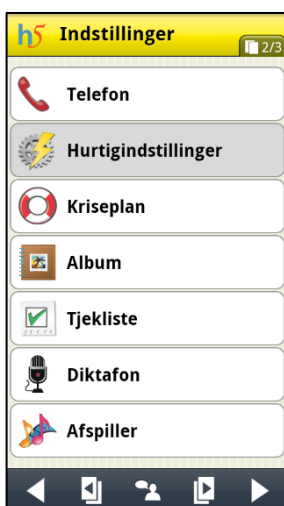 h5 Indstillinger
2/3
Telefon
Hurtigindstillinger
Kriseplan
Album
Tjekliste
Diktafon
Afspiller